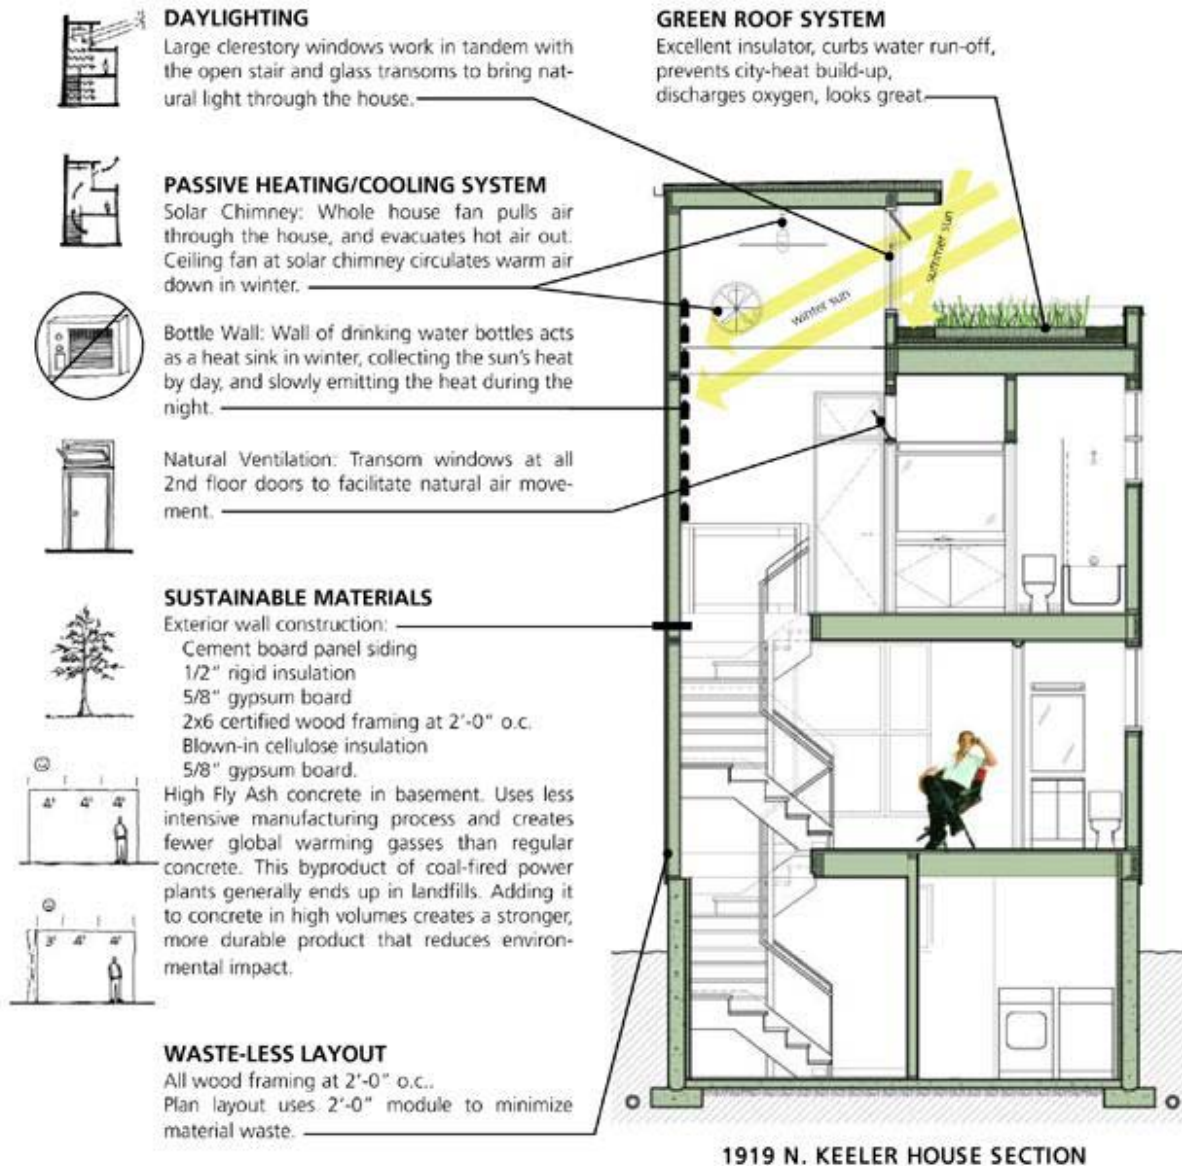 DAYLIGHTING
Large clerestory windows work in tandem with
the open stair and glass transoms to bring nat-
ural light through the house.
GREEN ROOF SYSTEM
Excellent insulator, curbs water run-off,
prevents city-heat build-up,
discharges oxygen, looks great.
PASSIVE HEATING/COOLING SYSTEM
Solar Chimney: Whole house fan pulls air
through the house, and evacuates hot air out.
Ceiling fan at solar chimney circulates warm air
down in winter.
Bottle Wall: Wall of drinking water bottles acts
as a heat sink in winter, collecting the sun's heat
by day, and slowly emitting the heat during the
night.
Natural Ventilation: Transom windows at all
2nd floor doors to facilitate natural air move-
ment.
winter sun
summer sun
SUSTAINABLE MATERIALS
Exterior wall construction:
Cement board panel siding
1/2" rigid insulation
5/8" gypsum board
2x6 certified wood framing at 2'-0" o.c.
Blown-in cellulose insulation
5/8" gypsum board.
High Fly Ash concrete in basement. Uses less
intensive manufacturing process and creates
fewer global warming gasses than regular
concrete. This byproduct of coal-fired power
plants generally ends up in landfills. Adding it
to concrete in high volumes creates a stronger,
more durable product that reduces environ-
mental impact.
4' 4' 4'
3' 4' 4'
WASTE-LESS LAYOUT
All wood framing at 2'-0" o.c..
Plan layout uses 2'-0" module to minimize
material waste.
1919 N. KEELER HOUSE SECTION